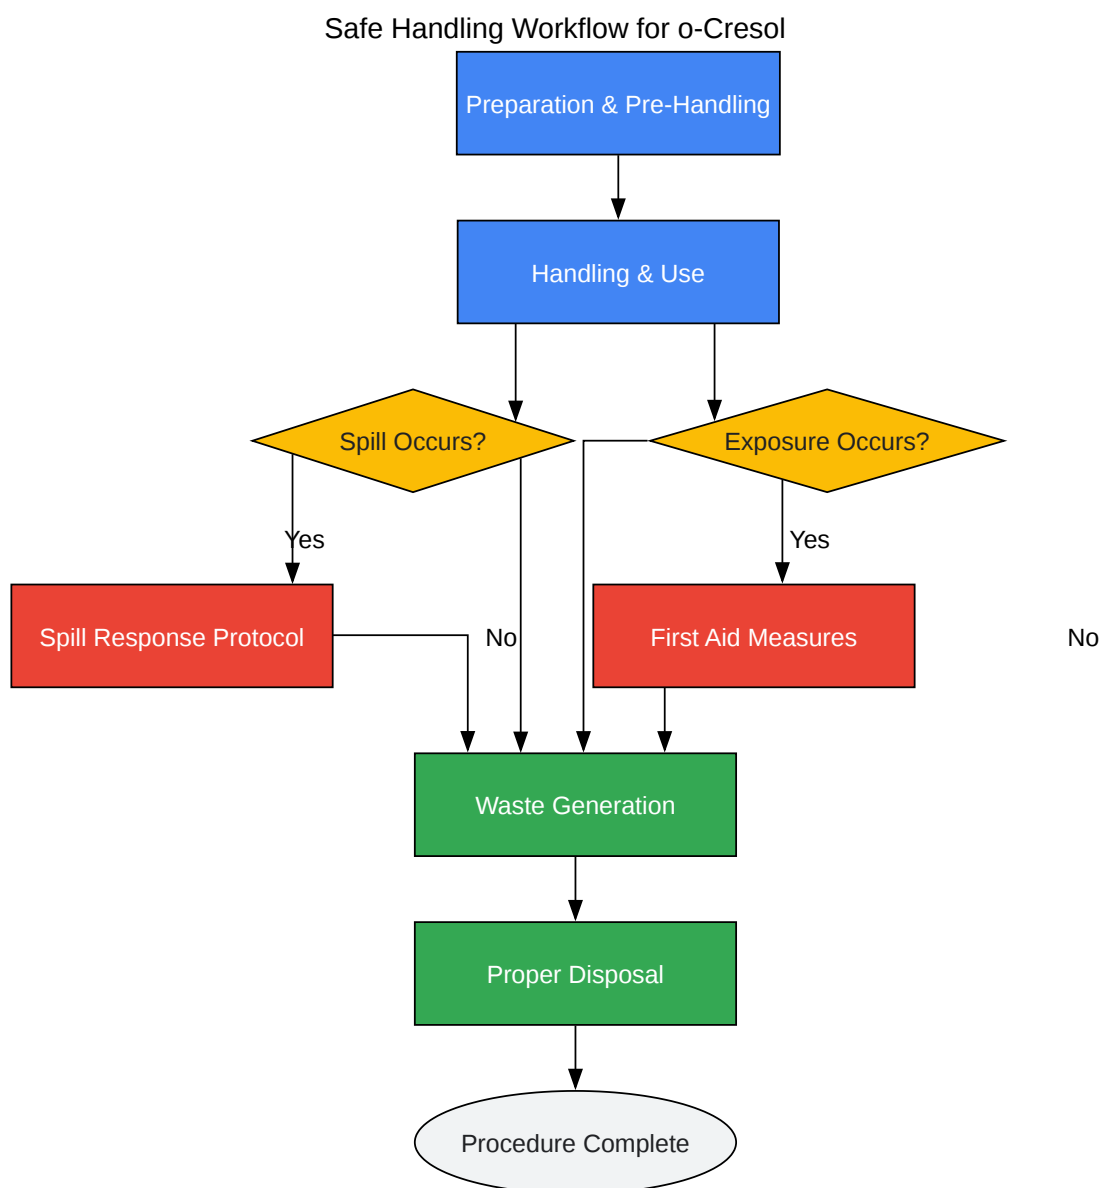 Safe Handling Workflow for o-Cresol
Preparation & Pre-Handling
Handling & Use
Spill Occurs?
Exposure Occurs?
Yes
Yes
Spill Response Protocol
No
First Aid Measures
No
Waste Generation
Proper Disposal
Procedure Complete